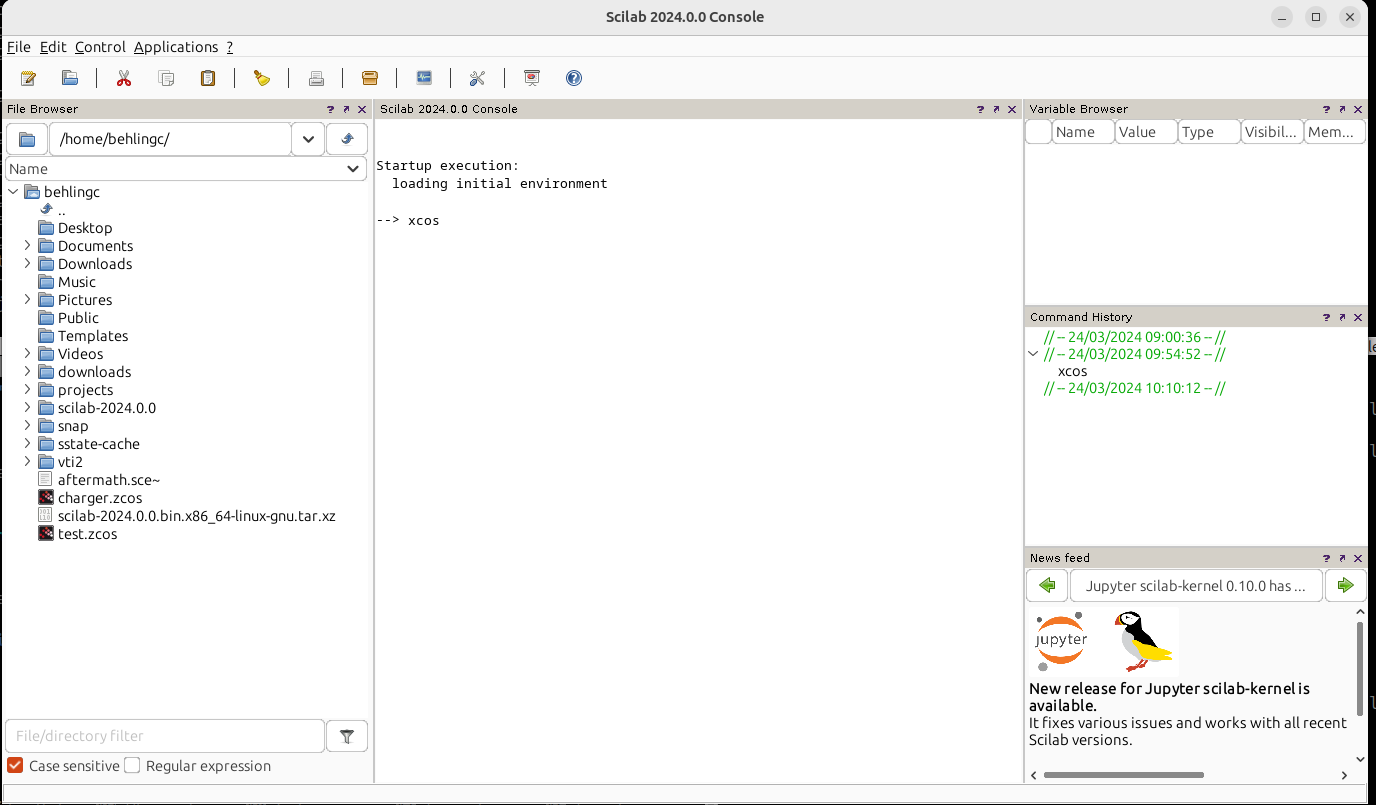 Scilab 2024.0.0 Console
File Edit Control Applications ?
File Browser
/home/behlingc/
Name
behlingc
..
Desktop
Documents
Downloads
Music
Pictures
Public
Templates
Videos
downloads
projects
scilab-2024.0.0
snap
sstate-cache
vti2
aftermath.sce~
charger.zcos
scilab-2024.0.0.bin.x86_64-linux-gnu.tar.xz
test.zcos
File/directory filter
Case sensitive Regular expression
Scilab 2024.0.0 Console
Startup execution:
loading initial environment
--> xcos
Variable Browser
Name Value Type Visibil... Mem...
Command History
// -- 24/03/2024 09:00:36 -- //
// -- 24/03/2024 09:54:52 -- //
xcos
// -- 24/03/2024 10:10:12 -- //
News feed
Jupyter scilab-kernel 0.10.0 has ...
jupyter
New release for Jupyter scilab-kernel is
available.
It fixes various issues and works with all recent
Scilab versions.